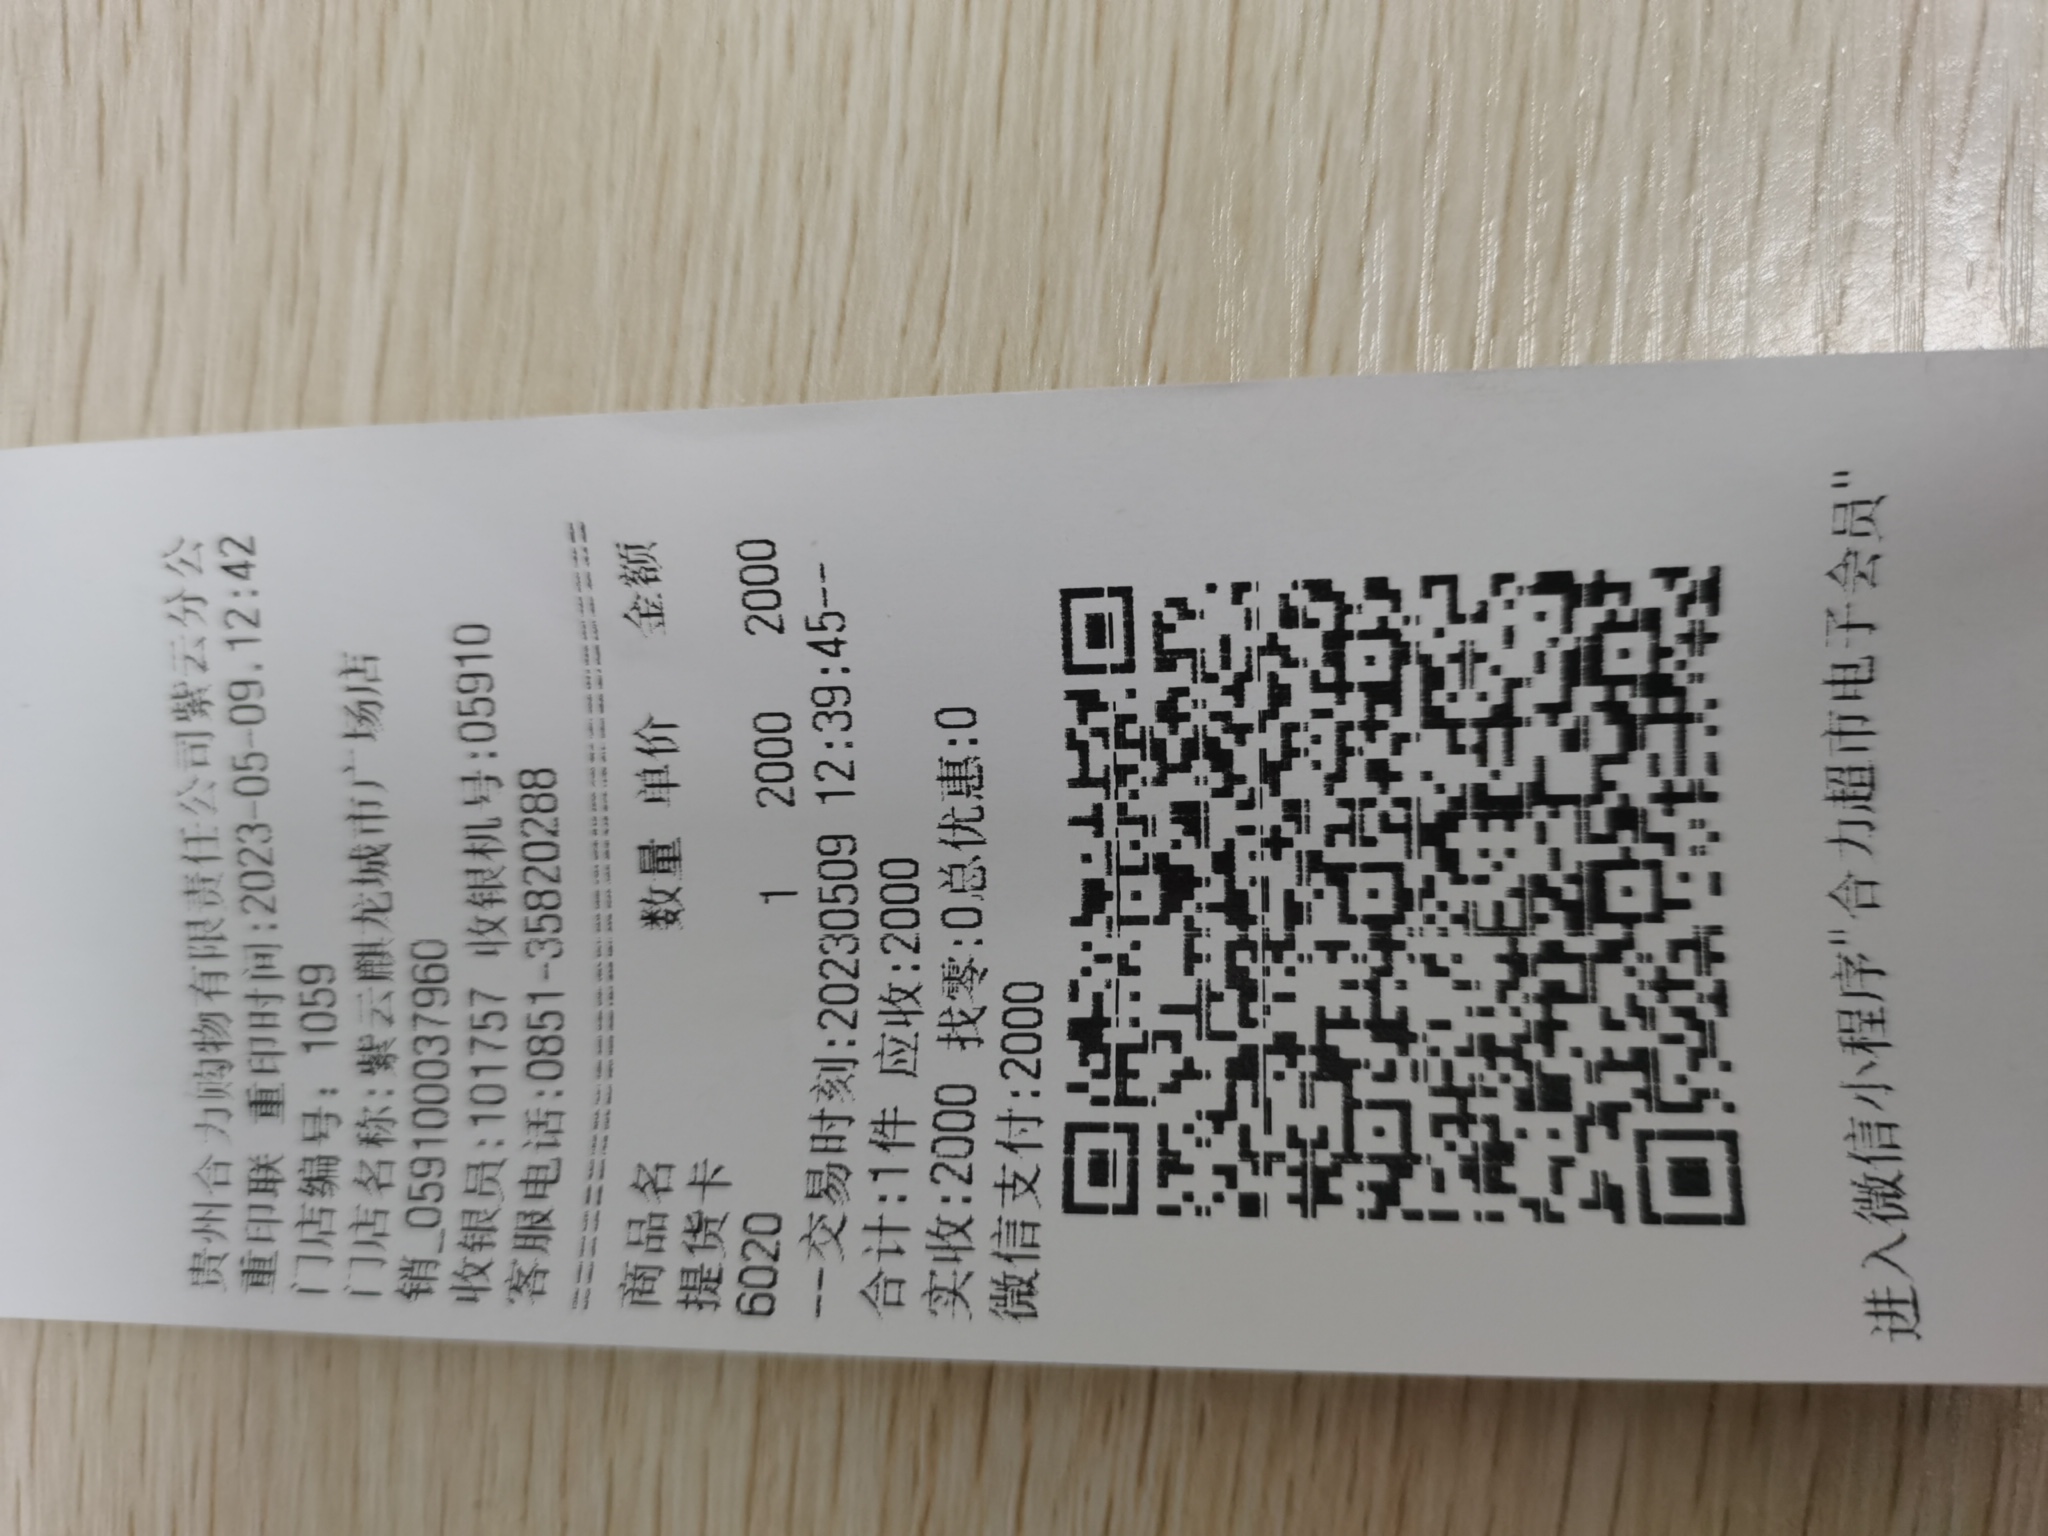 贵州合力购物有限责任公司紫云分公
重印联 重印时间:2023-05-09.12:42
门店编号: 1059
门店名称:紫云麒龙城市广场店
销_05910000037960
收银员:101757 收银机号:05910
客服电话:0851-35820288
================================
商品名 数量 单价 金额
提货卡
6020 1 2000 2000
--交易时刻:20230509 12:39:45--
合计:1件 应收:2000
实收:2000 找零:0总优惠:0
微信支付:2000
进入微信小程序"合力超市电子会员"